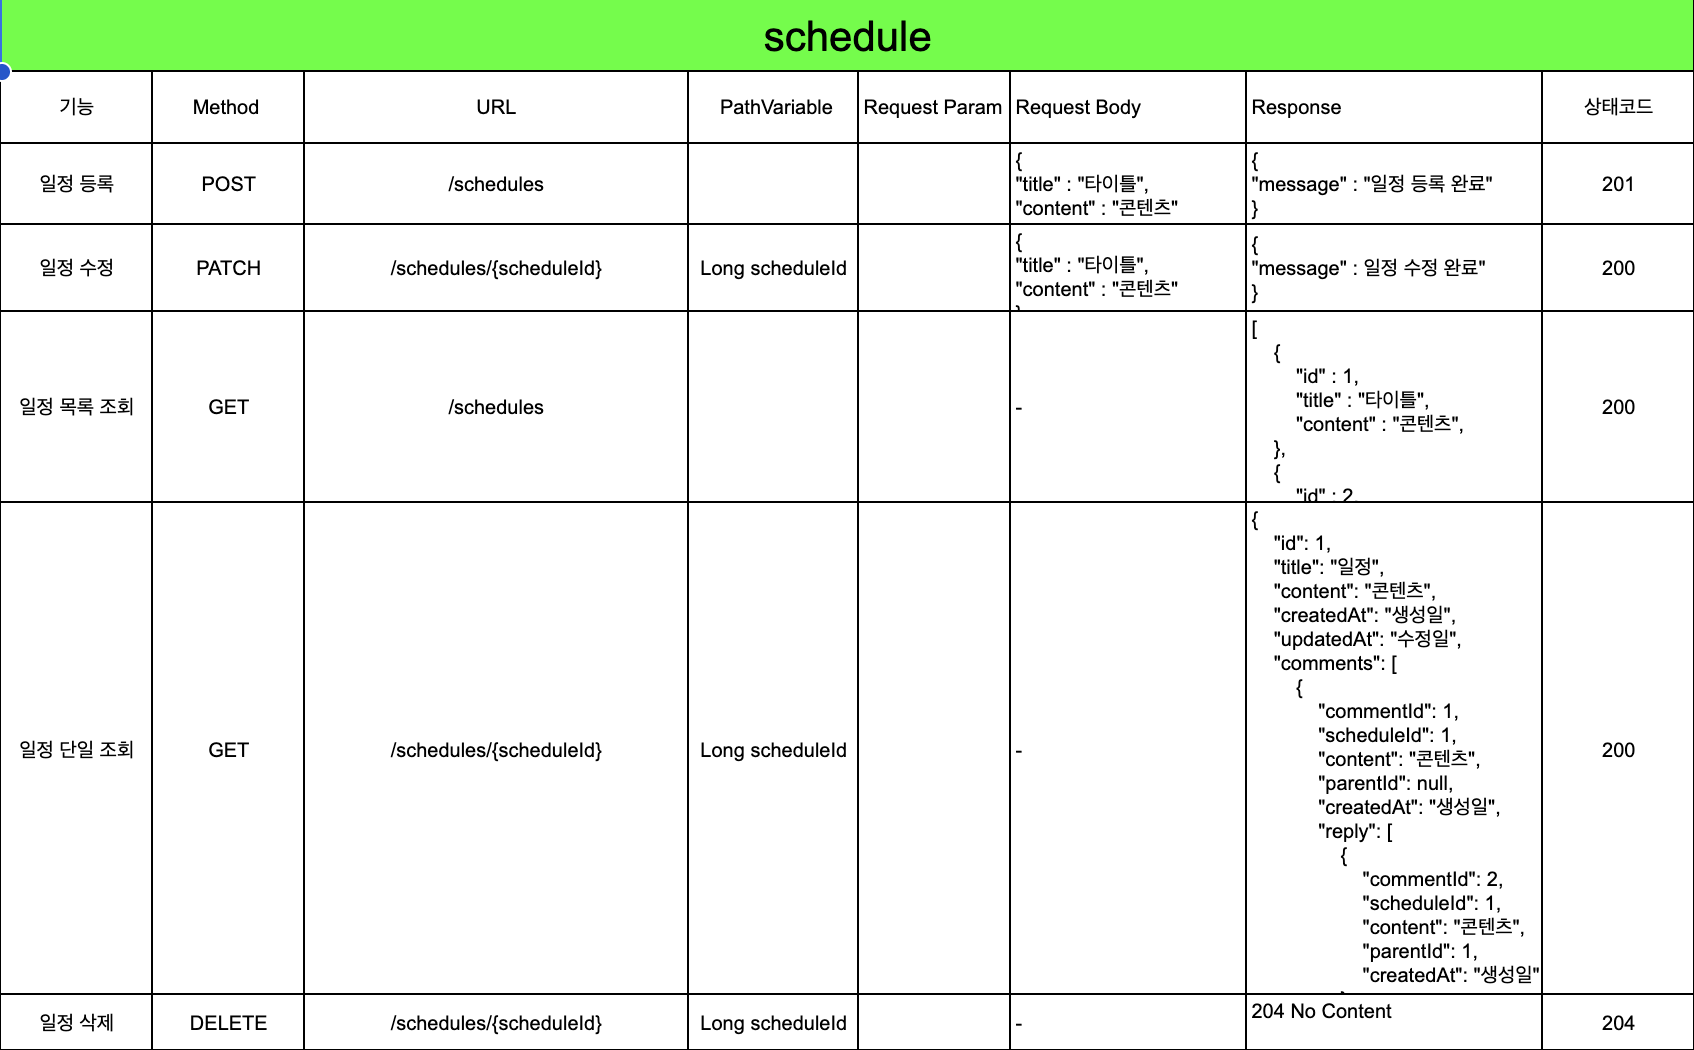 schedule
기능 Method URL PathVariable Request Param Request Body Response 상태코드
일정 등록 POST /schedules
{
"title" : "타이틀",
"content" : "콘텐츠"
{
"message" : "일정 등록 완료"
}
201
일정 수정 PATCH /schedules/{scheduleId} Long scheduleId
{
"title" : "타이틀",
"content" : "콘텐츠"
{
"message" : 일정 수정 완료"
}
200
일정 목록 조회 GET /schedules -
[
{
"id" : 1,
"title" : "타이틀",
"content" : "콘텐츠",
},
{
"id" : 2
200
일정 단일 조회 GET /schedules/{scheduleId} Long scheduleId -
{
"id": 1,
"title": "일정",
"content": "콘텐츠",
"createdAt": "생성일",
"updatedAt": "수정일",
"comments": [
{
"commentId": 1,
"scheduleId": 1,
"content": "콘텐츠",
"parentId": null,
"createdAt": "생성일",
"reply": [
{
"commentId": 2,
"scheduleId": 1,
"content": "콘텐츠",
"parentId": 1,
"createdAt": "생성일"
200
일정 삭제 DELETE /schedules/{scheduleId} Long scheduleId - 204 No Content 204